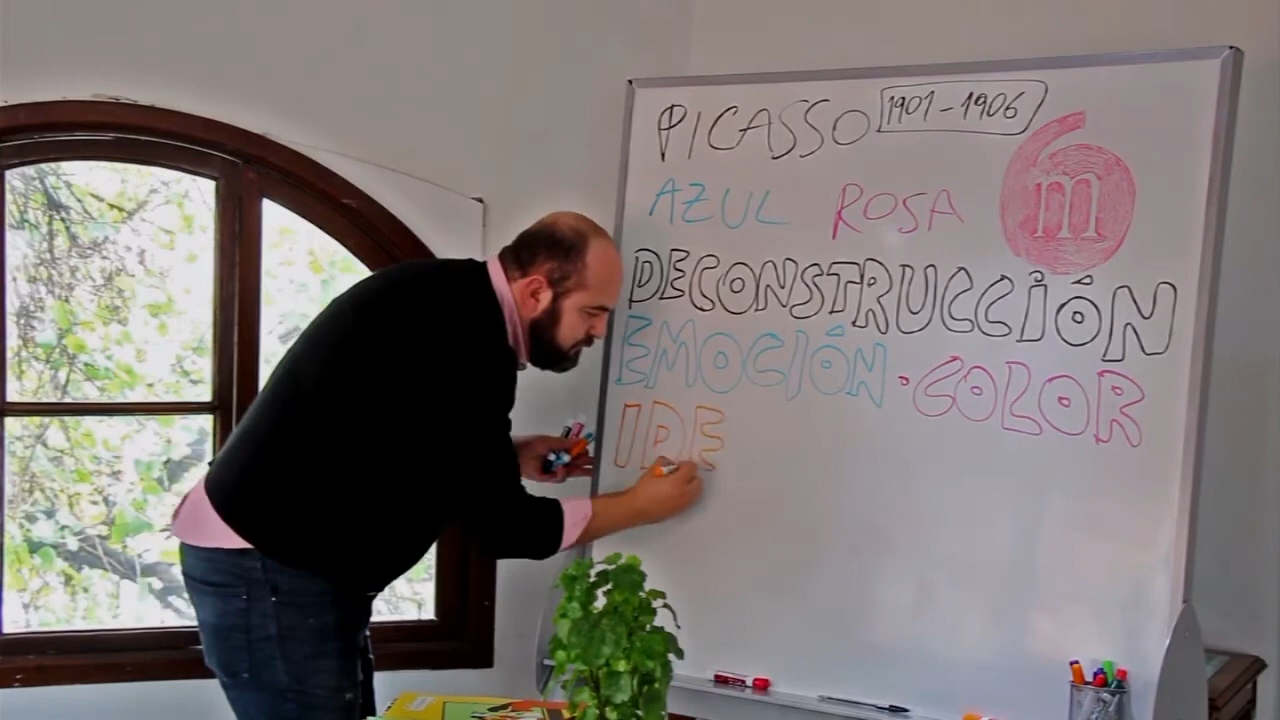 PICASSO 1901-1906
AZUL ROSA
m
DECONSTRUCCIÓN
EMOCIÓN · COLOR
IDE